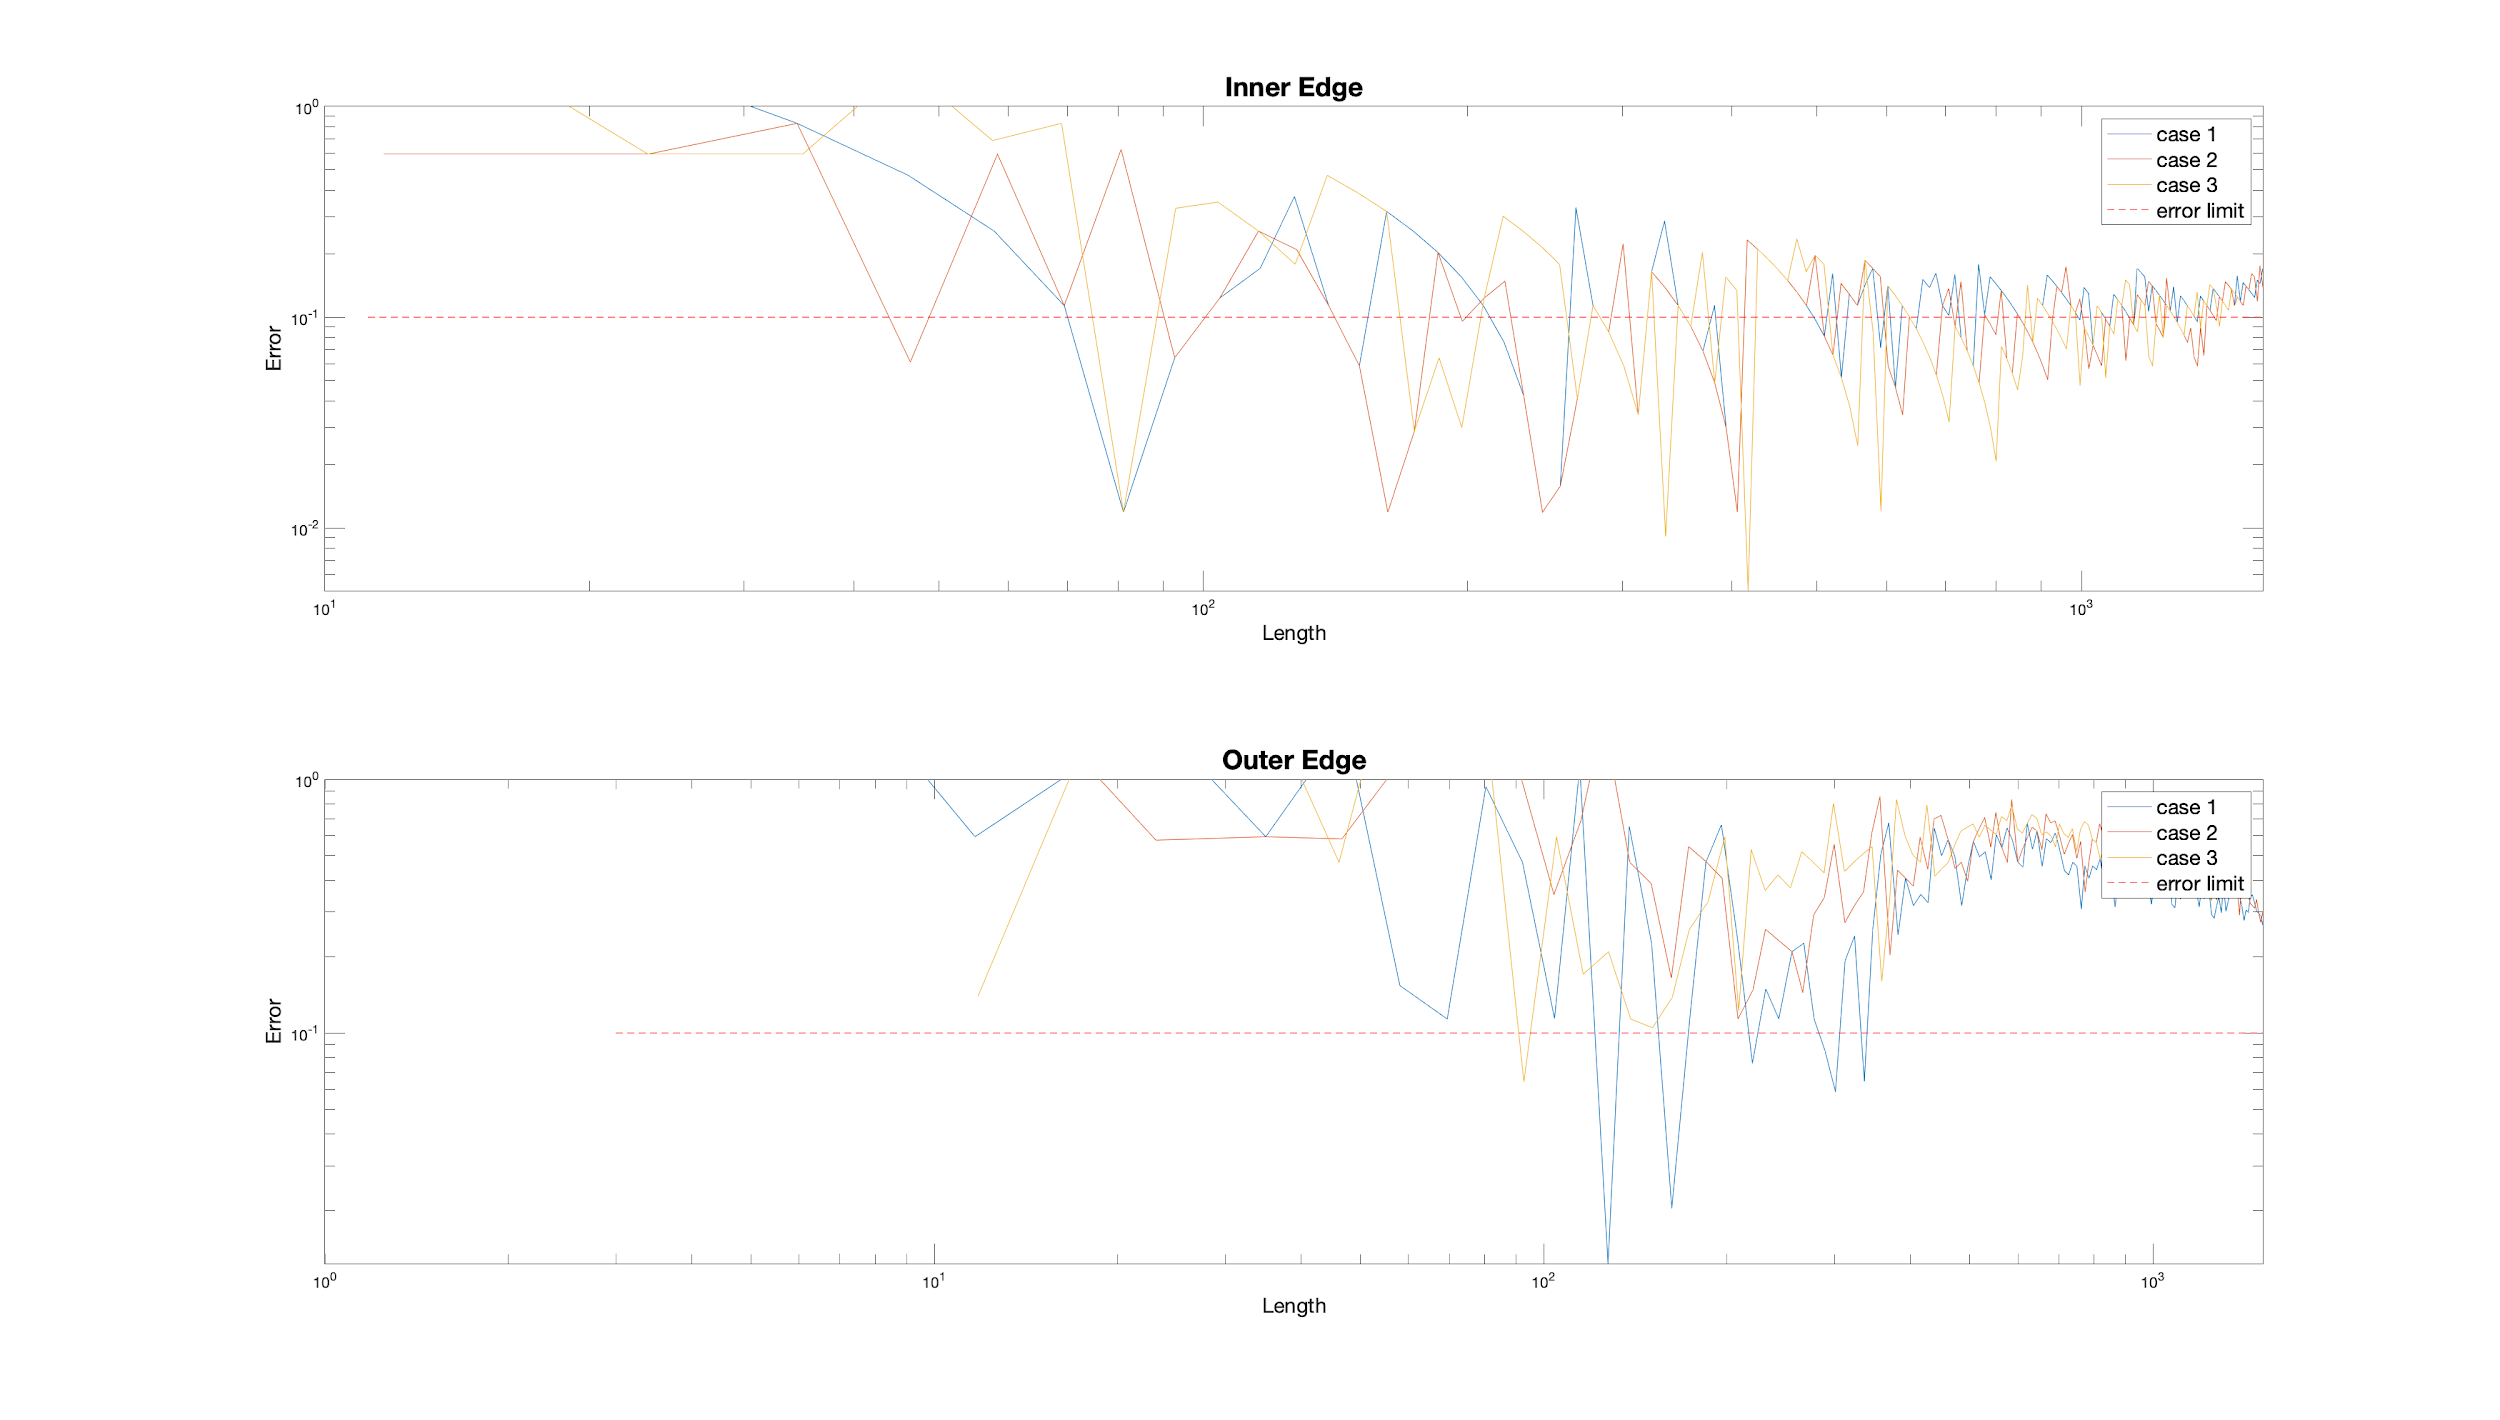 Inner Edge
10^0
10^-1
10^-2
Error
case 1
case 2
case 3
error limit
10^1
10^2
10^3
Length
Outer Edge
10^0
10^-1
Error
case 1
case 2
case 3
error limit
10^0
10^1
10^2
10^3
Length